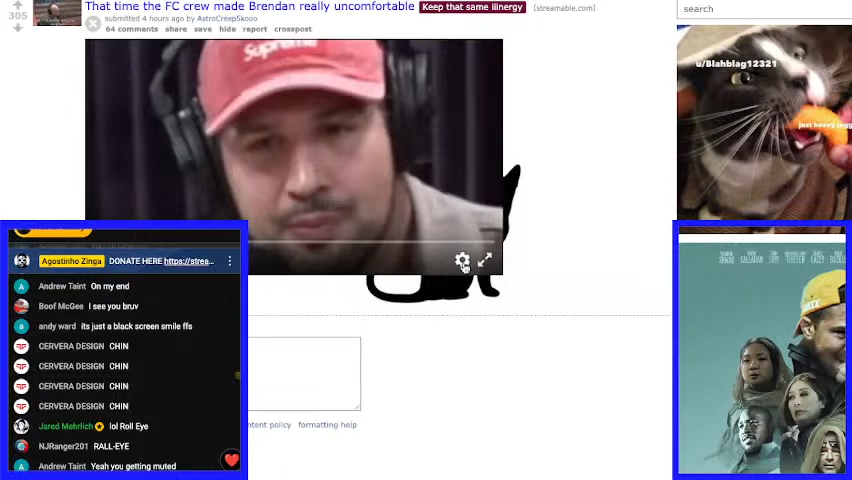 305
That time the FC crew made Brendan really uncomfortable Keep that same iiinergy (streamable.com)
submitted 4 hours ago by AstroCreep5kooo
64 comments share save hide report crosspost
search
Supreme
u/Blahblag12321
just heavy legg
Agostinho Zinga DONATE HERE https://strea...
Andrew Taint On my end
Boof McGee I see you bruv
andy ward its just a black screen smile ffs
CERVERA DESIGN CHIN
CERVERA DESIGN CHIN
CERVERA DESIGN CHIN
CERVERA DESIGN CHIN
Jared Mehrlich lol Roll Eye
NJRanger201 RALL-EYE
Andrew Taint Yeah you getting muted
ntent policy formatting help
CALLAHAN